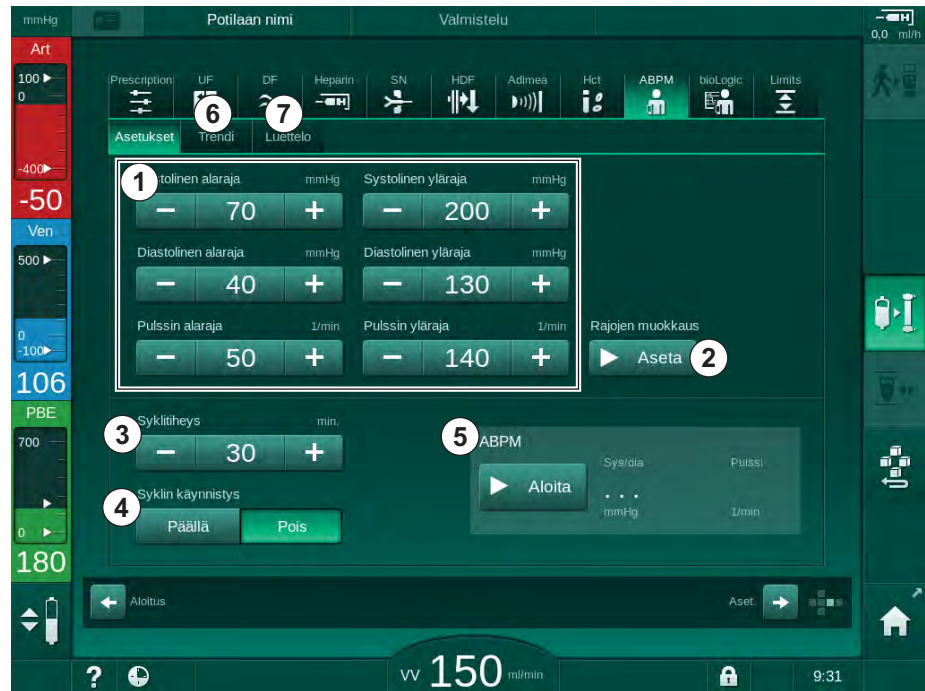 mmHg
Potilaan nimi
Valmistelu
0,0 ml/h
Art
100
0
-400
-50
Ven
500
0
-100
106
PBE
700
0
180
Prescription UF DF Heparin SN HDF Adimea Hct ABPM bioLogic Limits
6 7
Asetukset Trendi Luettelo
1
tolinen alaraja mmHg Systolinen yläraja mmHg
− 70 + − 200 +
Diastolinen alaraja mmHg Diastolinen yläraja mmHg
− 40 + − 130 +
Pulssin alaraja 1/min Pulssin yläraja 1/min Rajojen muokkaus
− 50 + − 140 + Aseta 2
3 Syklitiheys min.
− 30 +
4 Syklin käynnistys
Päällä Pois
5 ABPM
Aloita
Sys/dia Pulssi
. . .
mmHg 1/min
Aloitus Aset.
? VV 150 ml/min 9:31